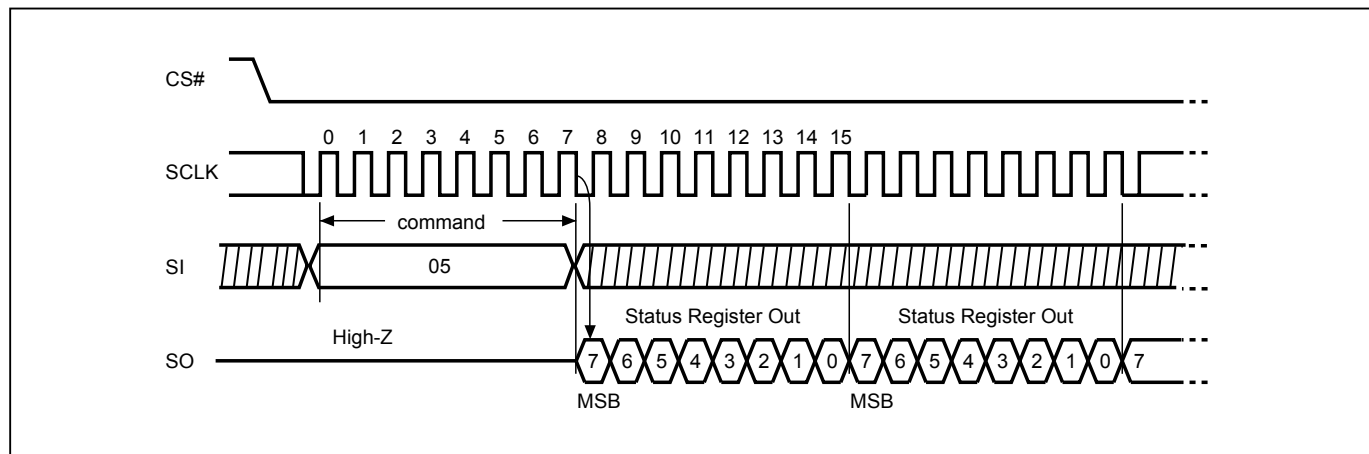 CS#
0 1 2 3 4 5 6 7 8 9 10 11 12 13 14 15
SCLK
command
SI
05
Status Register Out Status Register Out
High-Z
SO
7 6 5 4 3 2 1 0 7 6 5 4 3 2 1 0 7
MSB MSB